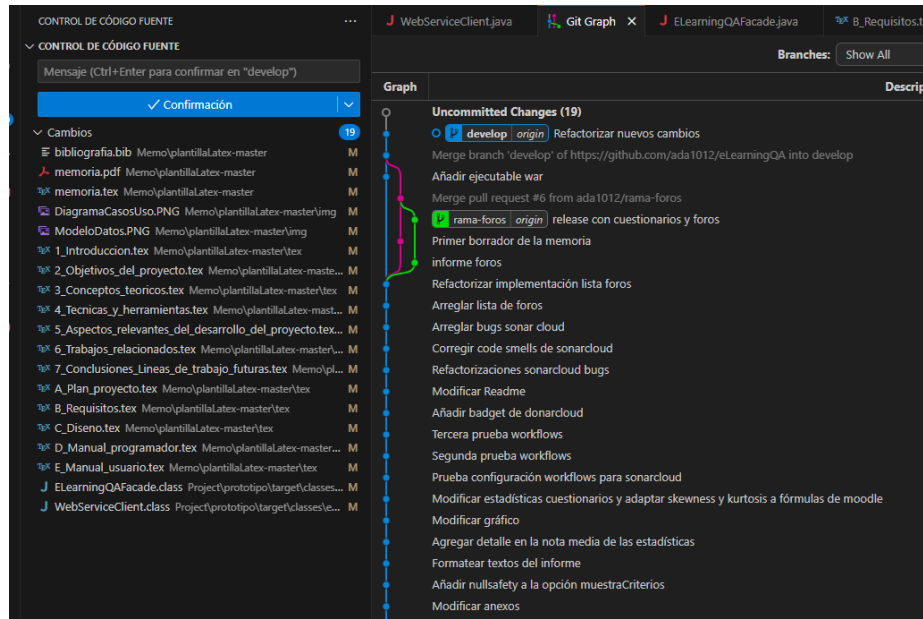 CONTROL DE CÓDIGO FUENTE ...
CONTROL DE CÓDIGO FUENTE
Mensaje (Ctrl+Enter para confirmar en "develop")
Confirmación
Cambios 19
bibliografia.bib Memo\plantillaLatex-master M
memoria.pdf Memo\plantillaLatex-master M
memoria.tex Memo\plantillaLatex-master M
DiagramaCasosUso.PNG Memo\plantillaLatex-master\img M
ModeloDatos.PNG Memo\plantillaLatex-master\img M
1_Introduccion.tex Memo\plantillaLatex-master\tex M
2_Objetivos_del_proyecto.tex Memo\plantillaLatex-maste... M
3_Conceptos_teoricos.tex Memo\plantillaLatex-master\tex M
4_Tecnicas_y_herramientas.tex Memo\plantillaLatex-mast... M
5_Aspectos_relevantes_del_desarrollo_del_proyecto.tex... M
6_Trabajos_relacionados.tex Memo\plantillaLatex-master\... M
7_Conclusiones_Lineas_de_trabajo_futuras.tex Memo\pl... M
A_Plan_proyecto.tex Memo\plantillaLatex-master\tex M
B_Requisitos.tex Memo\plantillaLatex-master\tex M
C_Diseno.tex Memo\plantillaLatex-master\tex M
D_Manual_programador.tex Memo\plantillaLatex-master... M
E_Manual_usuario.tex Memo\plantillaLatex-master\tex M
ELearningQAFacade.class Project\prototipo\target\classes... M
WebServiceClient.class Project\prototipo\target\classes\e... M
WebServiceClient.java Git Graph ELearningQAFacade.java B_Requisitos.t
Branches: Show All
Graph Descrip
Uncommitted Changes (19)
develop origin Refactorizar nuevos cambios
Merge branch 'develop' of https://github.com/ada1012/eLearningQA into develop
Añadir ejecutable war
Merge pull request #6 from ada1012/rama-foros
rama-foros origin release con cuestionarios y foros
Primer borrador de la memoria
informe foros
Refactorizar implementación lista foros
Arreglar lista de foros
Arreglar bugs sonar cloud
Corregir code smells de sonarcloud
Refactorizaciones sonarcloud bugs
Modificar Readme
Añadir badget de donarcloud
Tercera prueba workflows
Segunda prueba workflows
Prueba configuración workflows para sonarcloud
Modificar estadísticas cuestionarios y adaptar skewness y kurtosis a fórmulas de moodle
Modificar gráfico
Agregar detalle en la nota media de las estadísticas
Formatear textos del informe
Añadir nullsafety a la opción muestraCriterios
Modificar anexos